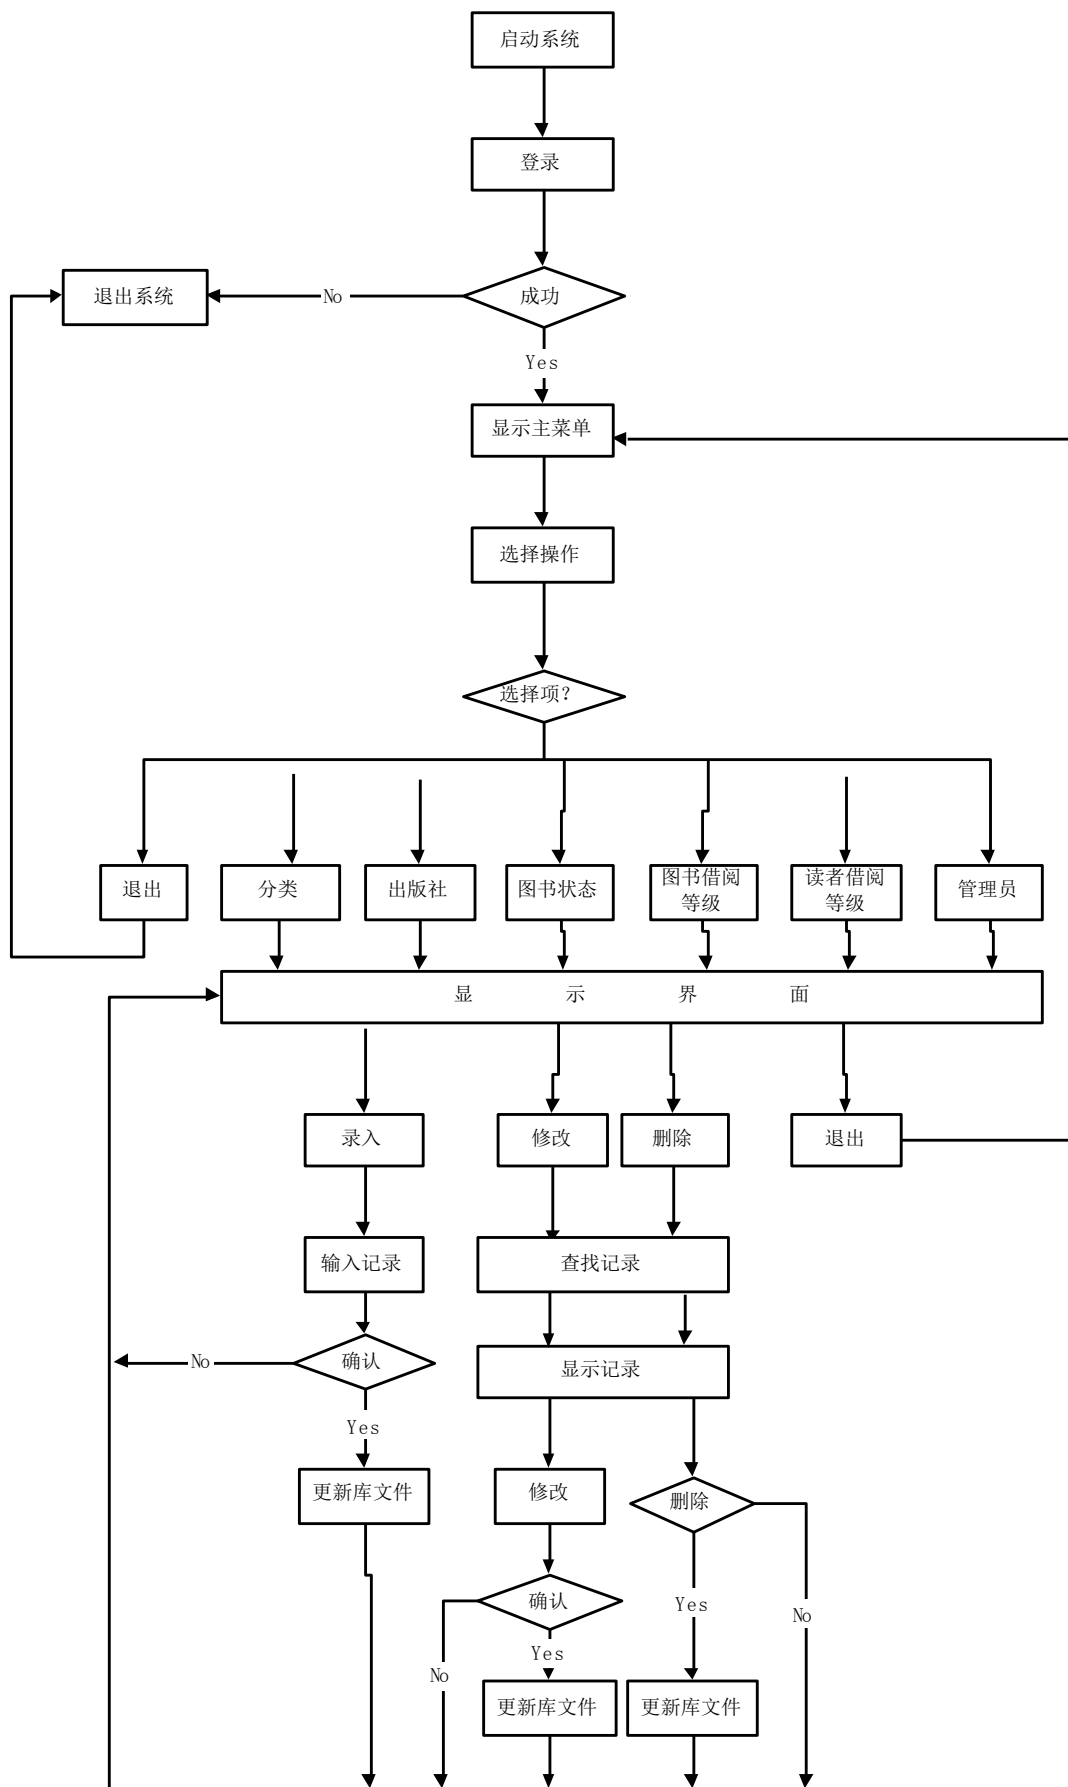 启动系统
登录
退出系统
No
成功
Yes
显示主菜单
选择操作
选择项?
退出
分类
出版社
图书状态
图书借阅
等级
读者借阅
等级
管理员
显 示 界 面
录入
修改
删除
退出
输入记录
查找记录
No
确认
显示记录
Yes
更新库文件
修改
删除
确认
Yes
No
Yes
No
更新库文件
更新库文件